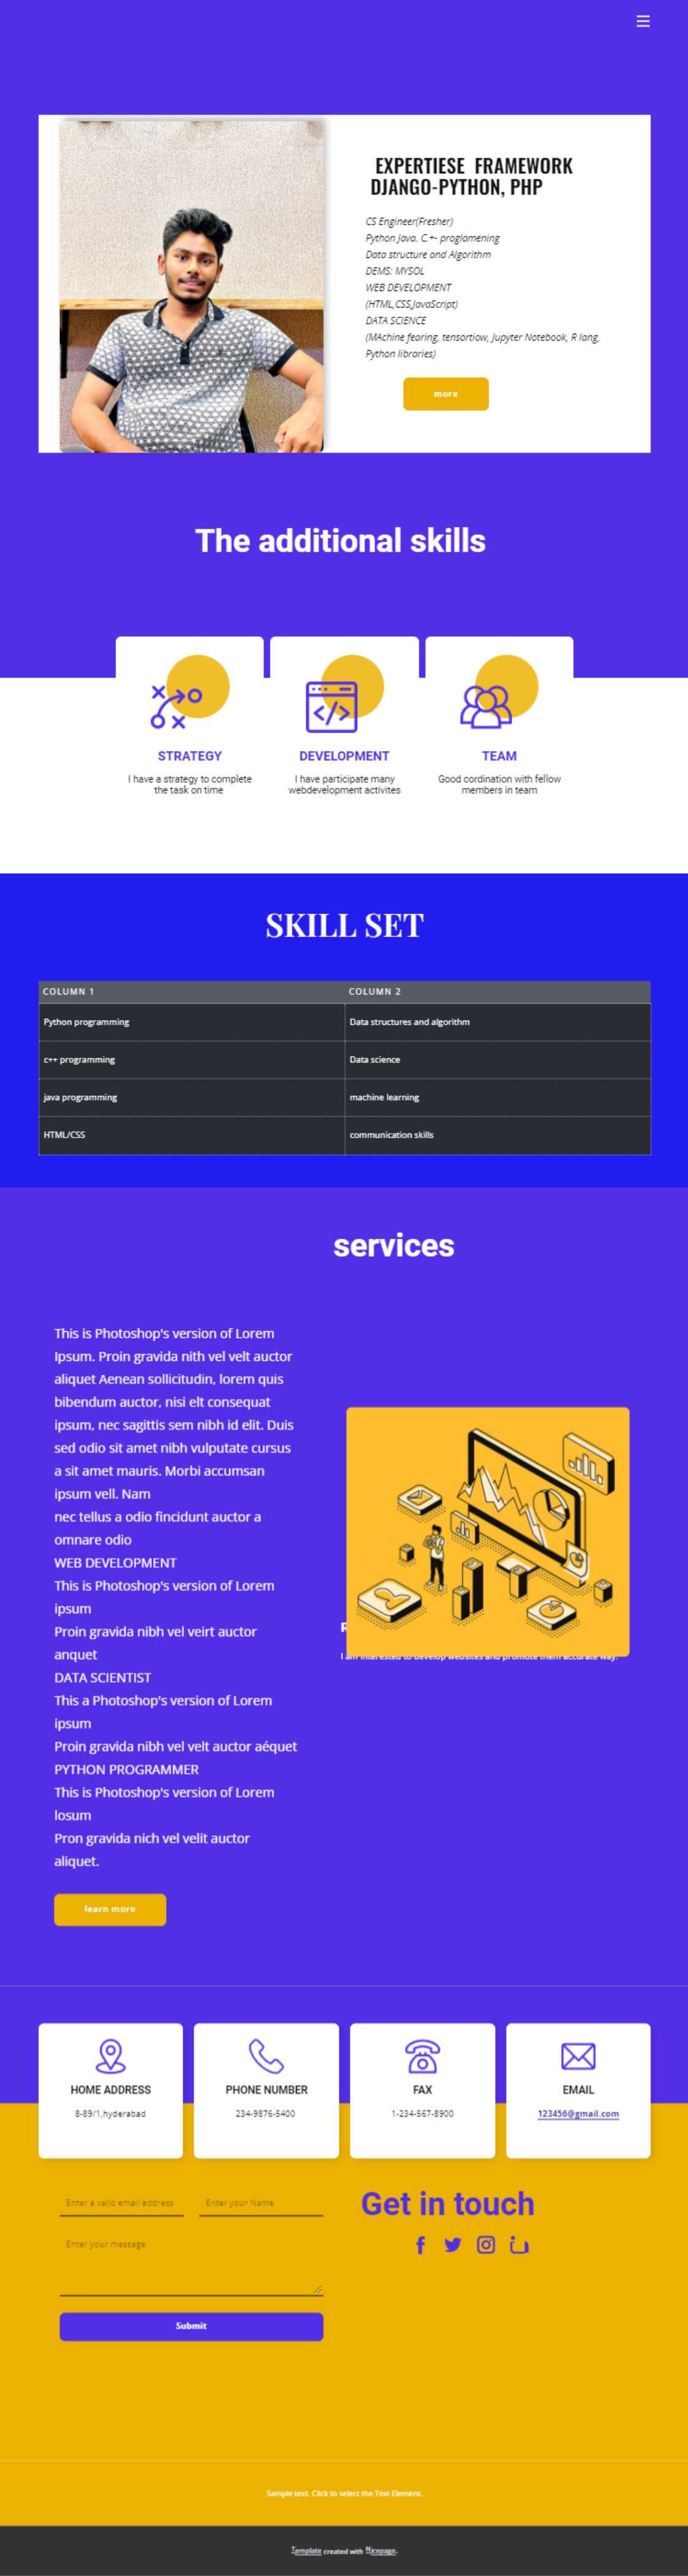 EXPERTIESE FRAMEWORK
DJANGO-PYTHON, PHP
CS Engineer(Fresher)
Python Java. C.+- proglamening
Data structure and Algorithm
DEMS: MYSOL
WEB DEVELOPMENT
(HTML,CSS,JavaScript)
DATA SCIENCE
(MAchine fearing, tensortiow, Jupyter Notebook, R lang,
Python libraries)
more
The additional skills
STRATEGY
I have a strategy to complete
the task on time
DEVELOPMENT
I have participate many
webdevelopment activites
TEAM
Good cordination with fellow
members in team
SKILL SET
COLUMN 1 COLUMN 2
Python programming Data structures and algorithm
c++ programming Data science
java programming machine learning
HTML/CSS communication skills
services
This is Photoshop's version of Lorem
Ipsum. Proin gravida nith vel velt auctor
aliquet Aenean sollicitudin, lorem quis
bibendum auctor, nisi elt consequat
ipsum, nec sagittis sem nibh id elit. Duis
sed odio sit amet nibh vulputate cursus
a sit amet mauris. Morbi accumsan
ipsum vell. Nam
nec tellus a odio fincidunt auctor a
omnare odio
WEB DEVELOPMENT
This is Photoshop's version of Lorem
ipsum
Proin gravida nibh vel veirt auctor
anquet
DATA SCIENTIST
This a Photoshop's version of Lorem
ipsum
Proin gravida nibh vel velt auctor aéquet
PYTHON PROGRAMMER
This is Photoshop's version of Lorem
losum
Pron gravida nich vel velit auctor
aliquet.
I am interested to develop websites and promote them accurate way.
learn more
HOME ADDRESS
8-89/1,hyderabad
PHONE NUMBER
234-9876-5400
FAX
1-234-567-8900
EMAIL
123456@gmail.com
Enter a valid email address
Enter your Name
Enter your message
Submit
Get in touch
Sample text. Click to select the Text Element.
Template created with Nicepage.